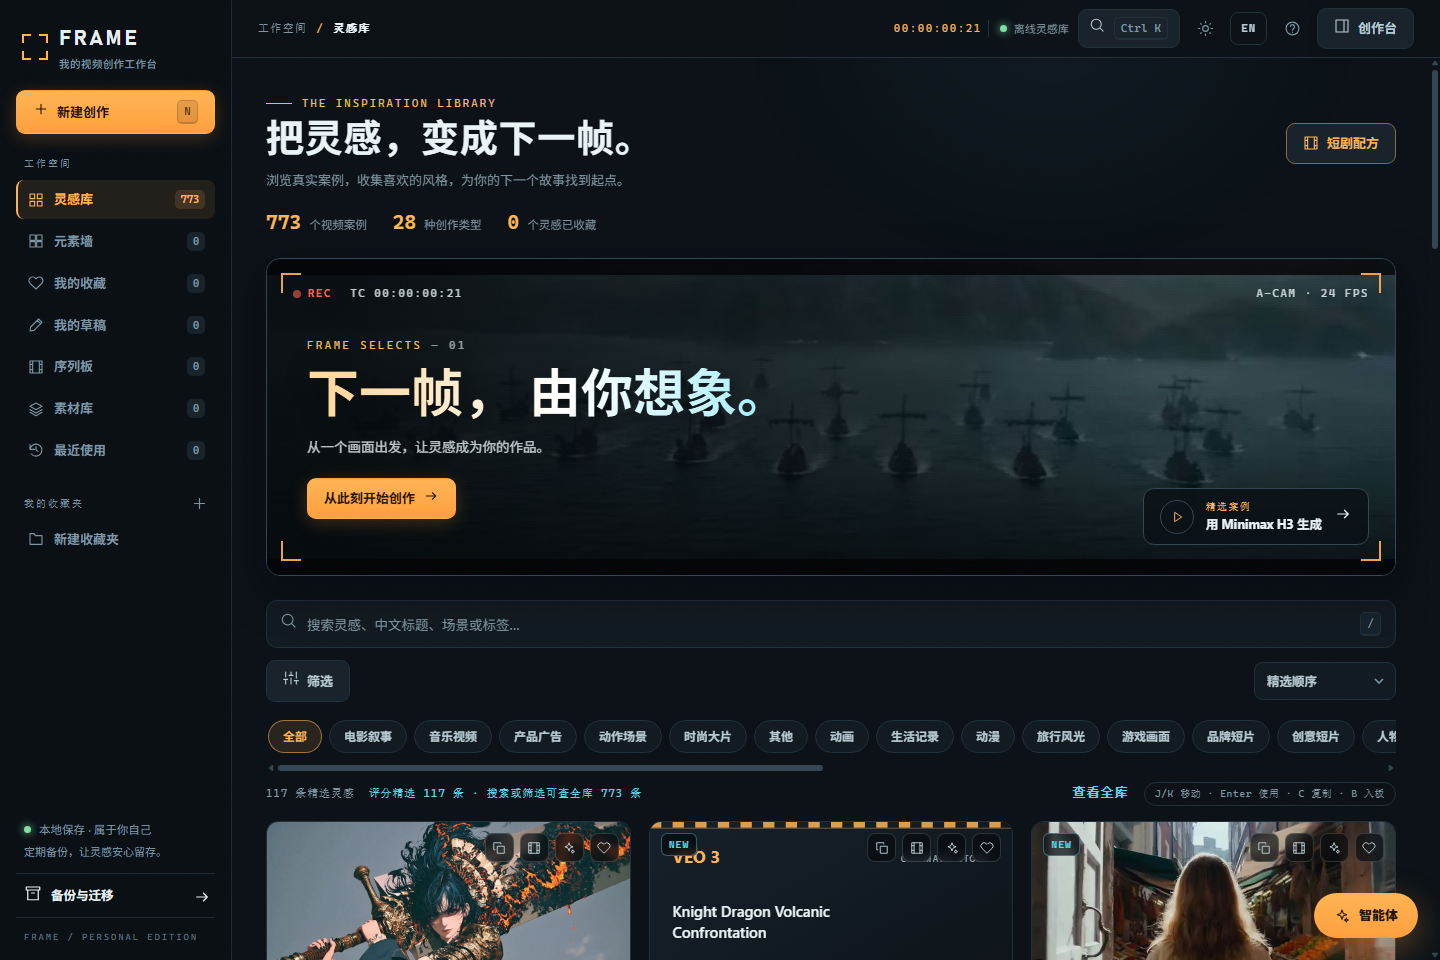 FRAME
我的视频创作工作台
新建创作 N
工作空间
灵感库 773
元素墙 0
我的收藏 0
我的草稿 0
序列板 0
素材库 0
最近使用 0
我的收藏夹
新建收藏夹
本地保存 · 属于你自己
定期备份，让灵感安心留存。
备份与迁移
FRAME / PERSONAL EDITION
工作空间 / 灵感库
00:00:00:21 离线灵感库 Ctrl K EN 创作台
THE INSPIRATION LIBRARY
把灵感，变成下一帧。
浏览真实案例，收集喜欢的风格，为你的下一个故事找到起点。
短剧配方
773 个视频案例 28 种创作类型 0 个灵感已收藏
REC TC 00:00:00:21
A-CAM · 24 FPS
FRAME SELECTS — 01
下一帧， 由你想象。
从一个画面出发，让灵感成为你的作品。
从此刻开始创作
精选案例
用 Minimax H3 生成
搜索灵感、中文标题、场景或标签... /
筛选
精选顺序
全部 电影叙事 音乐视频 产品广告 动作场景 时尚大片 其他 动画 生活记录 动漫 旅行风光 游戏画面 品牌短片 创意短片
117 条精选灵感 评分精选 117 条 · 搜索或筛选可查全库 773 条
查看全库 J/K 移动 · Enter 使用 · C 复制 · B 入板
NEW
VEO 3
Knight Dragon Volcanic
Confrontation
NEW
智能体